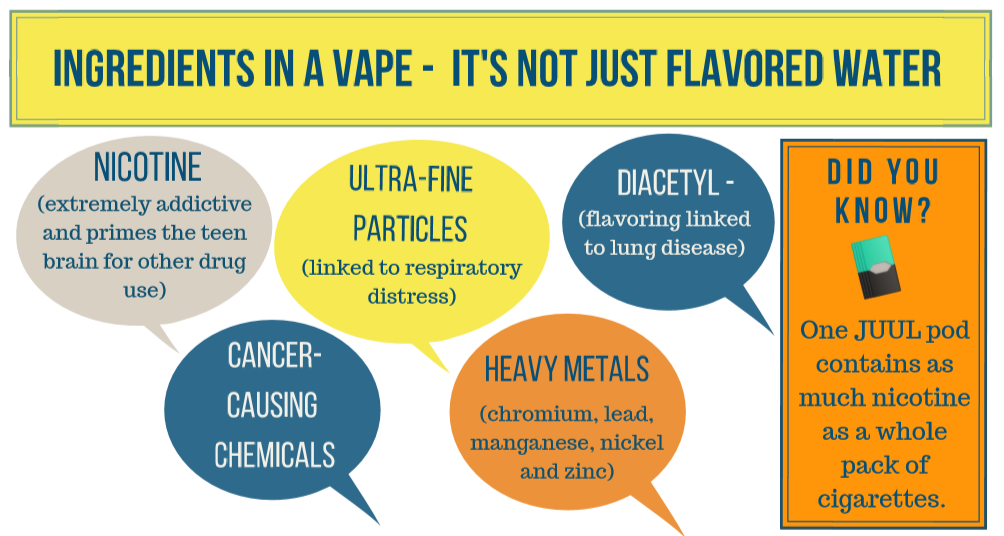 INGREDIENTS IN A VAPE - IT'S NOT JUST FLAVORED WATER
NICOTINE
(extremely addictive
and primes the teen
brain for other drug
use)
ULTRA-FINE
PARTICLES
(linked to respiratory
distress)
DIACETYL -
(flavoring linked
to lung disease)
CANCER-
CAUSING
CHEMICALS
HEAVY METALS
(chromium, lead,
manganese, nickel
and zinc)
DID YOU
KNOW?
One JUUL pod
contains as
much nicotine
as a whole
pack of
cigarettes.